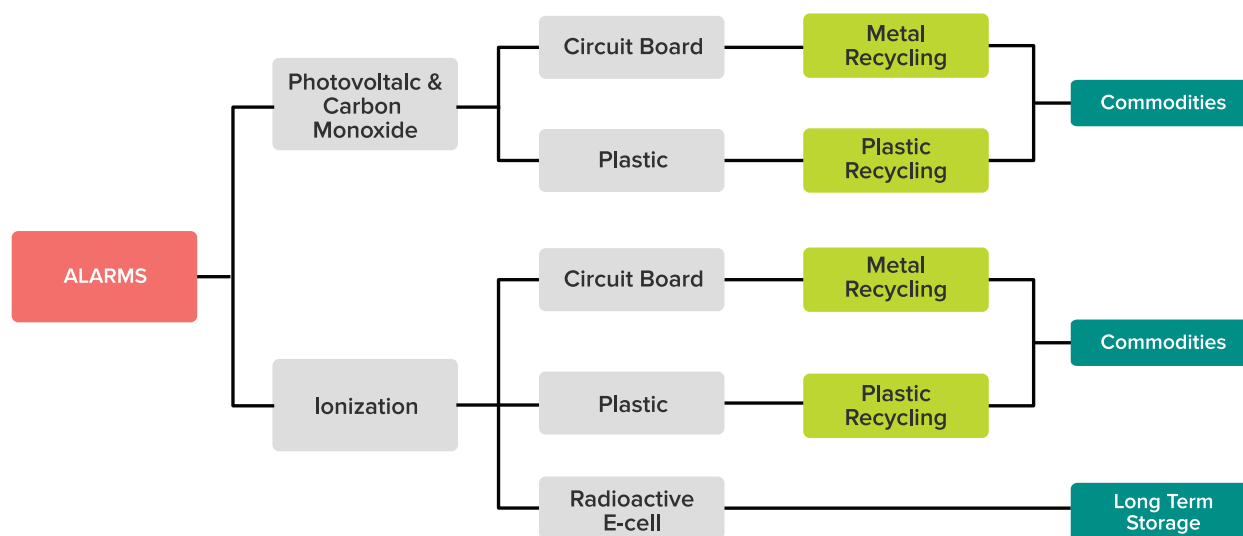 ALARMS
Photovoltalc &
Carbon
Monoxide
Circuit Board
Metal
Recycling
Plastic
Plastic
Recycling
Commodities
Ionization
Circuit Board
Metal
Recycling
Plastic
Plastic
Recycling
Commodities
Radioactive
E-cell
Long Term
Storage